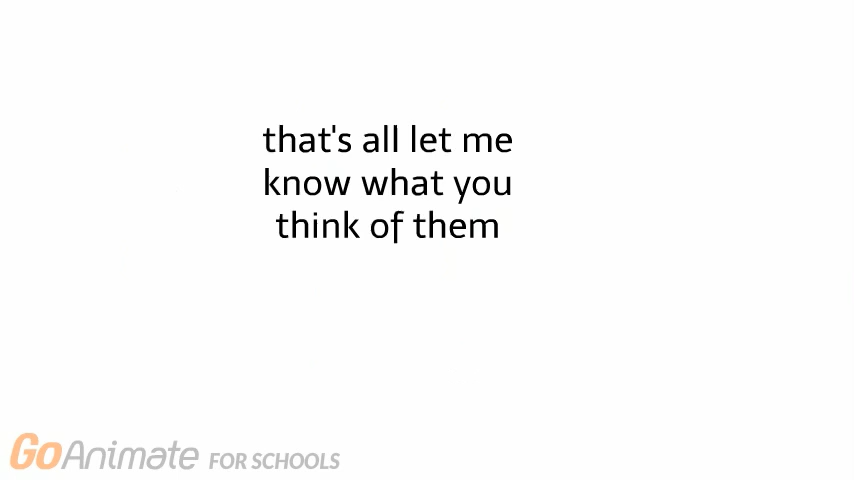 that's all let me
know what you
think of them
GoAnimate FOR SCHOOLS